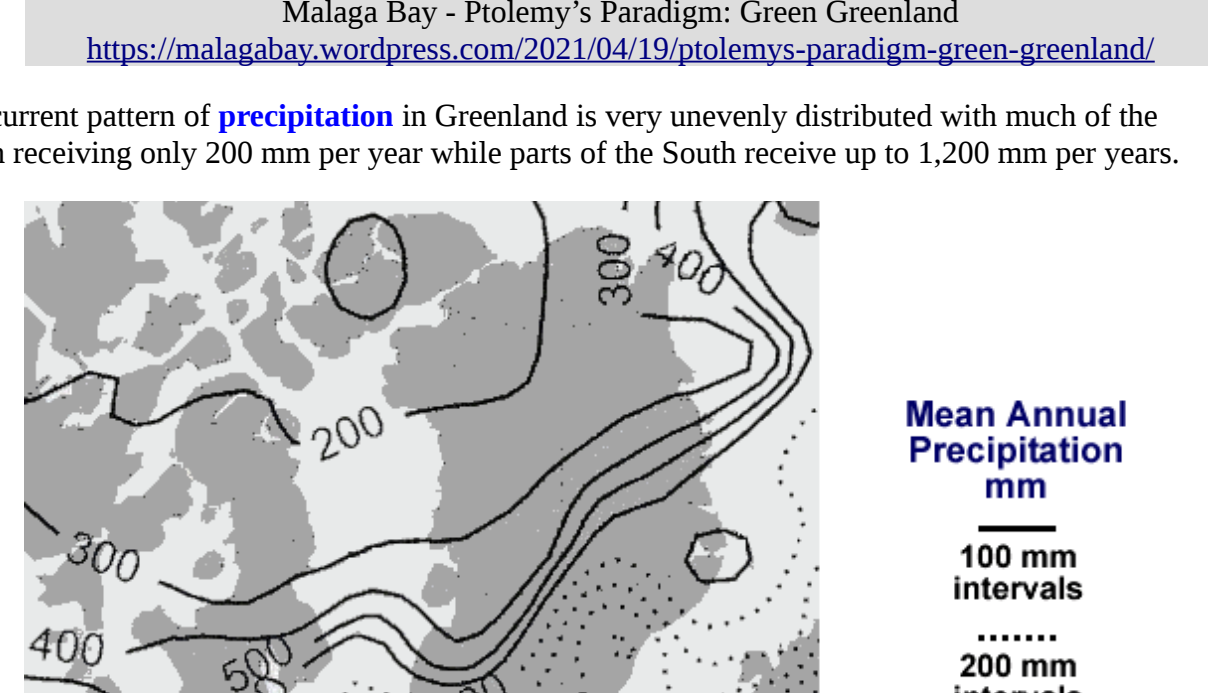 Malaga Bay - Ptolemy’s Paradigm: Green Greenland
https://malagabay.wordpress.com/2021/04/19/ptolemys-paradigm-green-greenland/
current pattern of precipitation in Greenland is very unevenly distributed with much of the
receiving only 200 mm per year while parts of the South receive up to 1,200 mm per years.
300
400
200
300
400
500
Mean Annual
Precipitation
mm
100 mm
intervals
200 mm
intervals